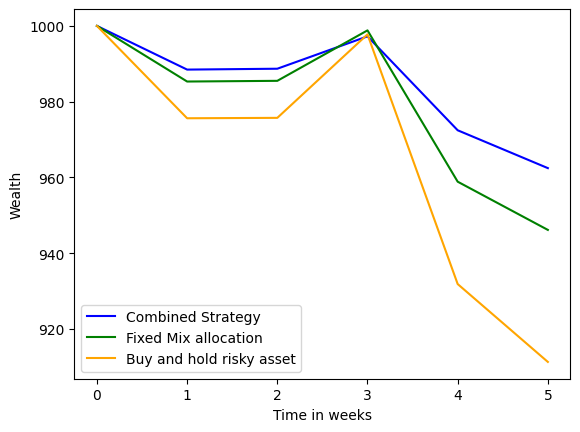 1000
980
960
940
920
Wealth
Combined Strategy
Fixed Mix allocation
Buy and hold risky asset
0 1 2 3 4 5
Time in weeks